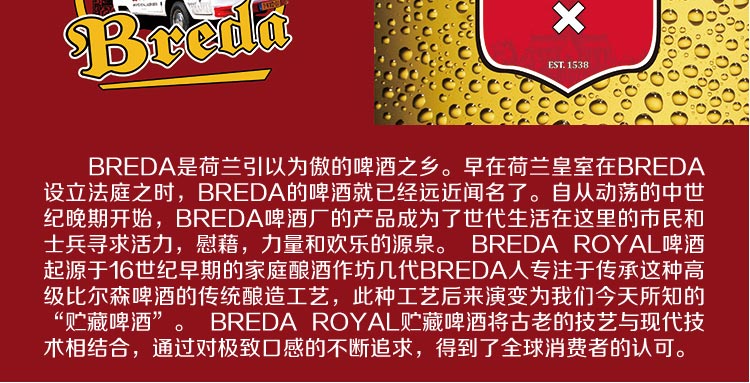 Breda
EST. 1538
BREDA是荷兰引以为傲的啤酒之乡。早在荷兰皇室在BREDA
设立法庭之时，BREDA的啤酒就已经远近闻名了。自从动荡的中世
纪晚期开始，BREDA啤酒厂的产品成为了世代生活在这里的市民和
士兵寻求活力，慰藉，力量和欢乐的源泉。 BREDA ROYAL啤酒
起源于16世纪早期的家庭酿酒作坊几代BREDA人专注于传承这种高
级比尔森啤酒的传统酿造工艺，此种工艺后来演变为我们今天所知的
“贮藏啤酒”。 BREDA ROYAL贮藏啤酒将古老的技艺与现代技
术相结合，通过对极致口感的不断追求，得到了全球消费者的认可。